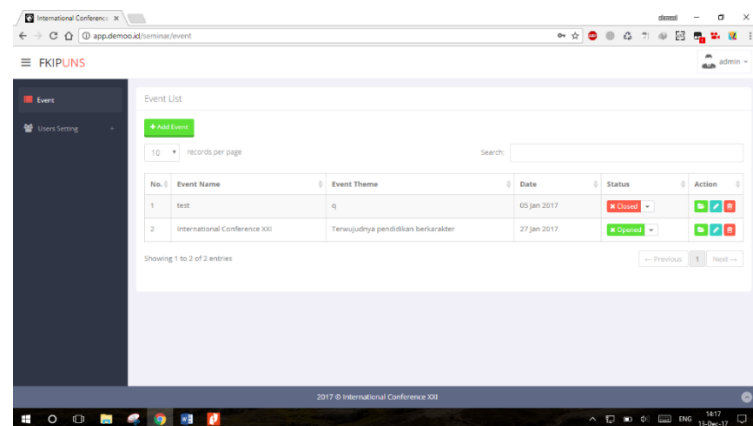 International Conference
app.demoo.id/seminar/event
FKIPUNS
admin
Event
Users Setting
Event List
+ Add Event
10 records per page
Search:
No. Event Name Event Theme Date Status Action
1 test q 05 Jan 2017 Closed
2 International Conference XXI Terwujudnya pendidikan berkarakter 27 Jan 2017 Opened
Showing 1 to 2 of 2 entries
← Previous 1 Next →
2017 © International Conference XXI
ENG
14:17
13-Dec-17